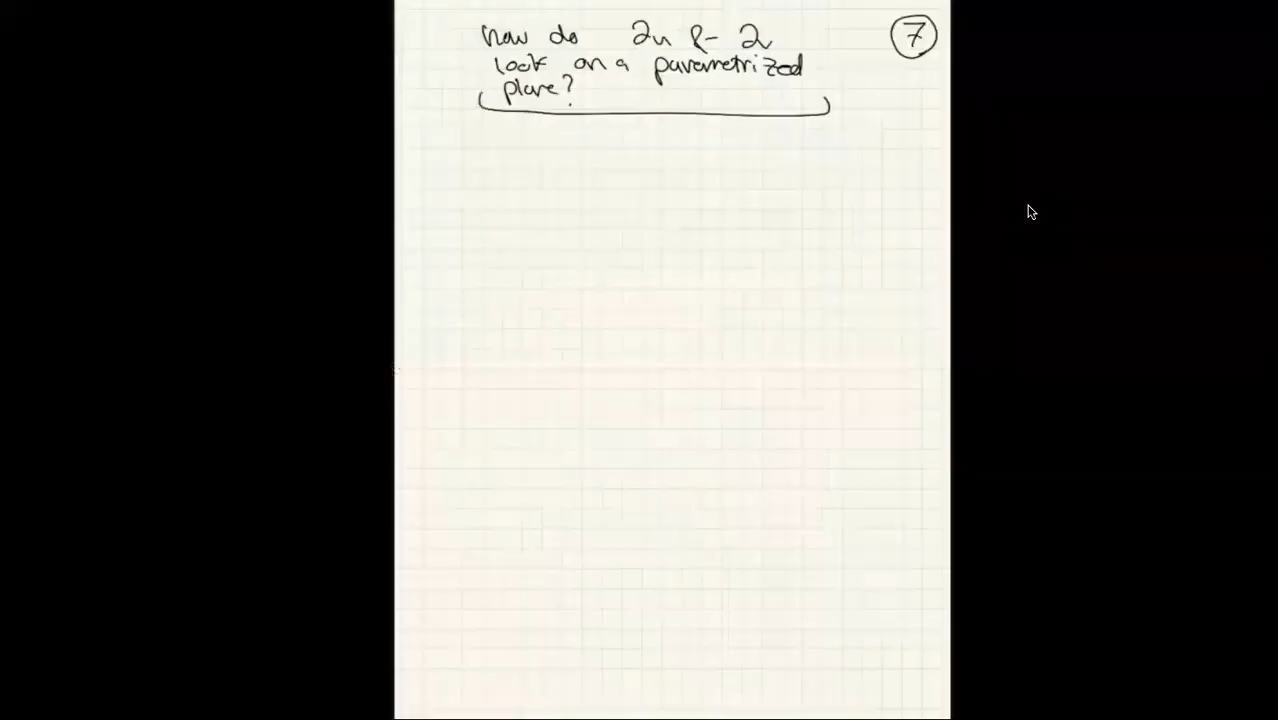 how do ∂u & ∂v ⑦
look on a parametrized
plane?